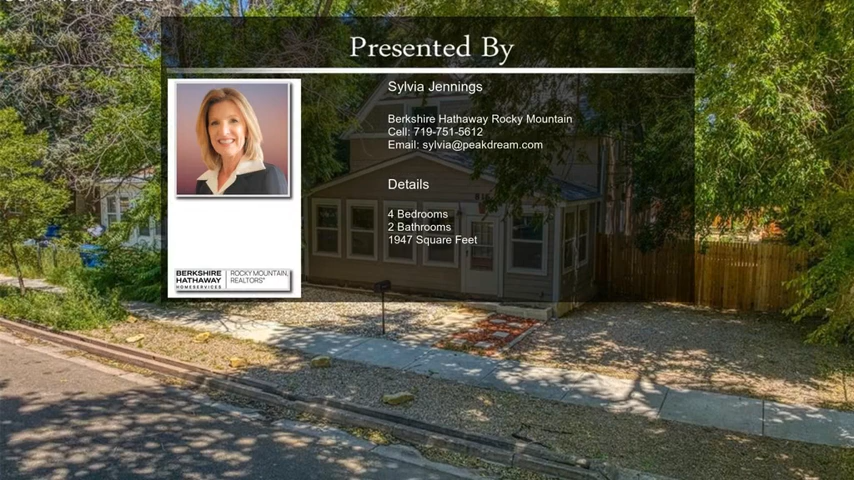 Presented By
Sylvia Jennings
Berkshire Hathaway Rocky Mountain
Cell: 719-751-5612
Email: sylvia@peakdream.com
Details
4 Bedrooms
2 Bathrooms
1947 Square Feet
BERKSHIRE
HATHAWAY
HOMESERVICES
ROCKY MOUNTAIN,
REALTORS®